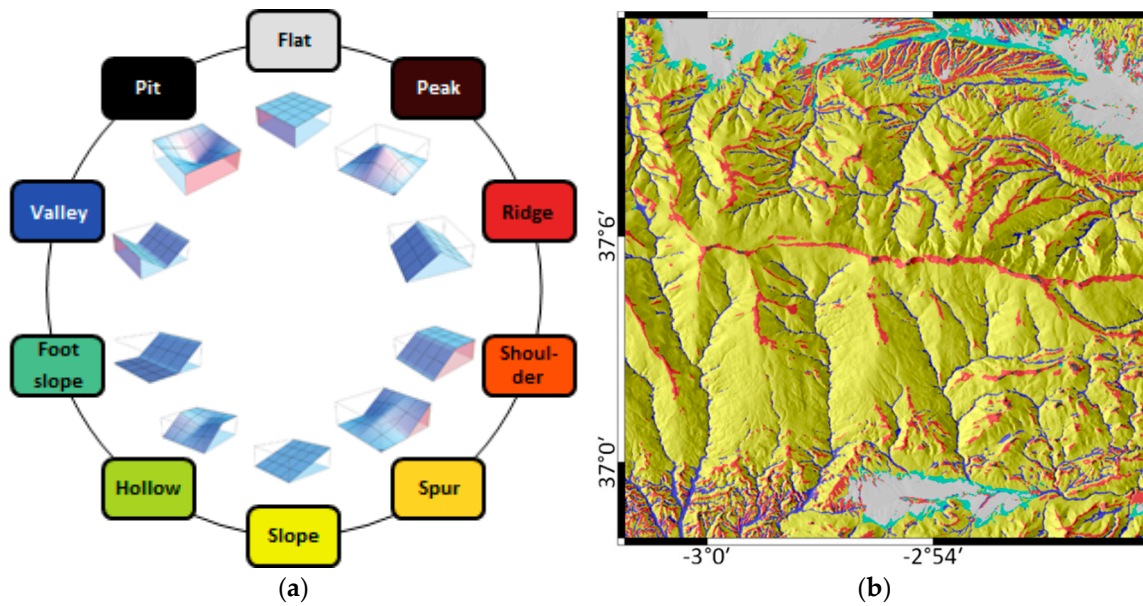 Flat
Pit
Peak
Valley
Ridge
Foot
slope
Shoul-
der
Hollow
Spur
Slope
(a)
37°6′
37°0′
-3°0′
-2°54′
(b)